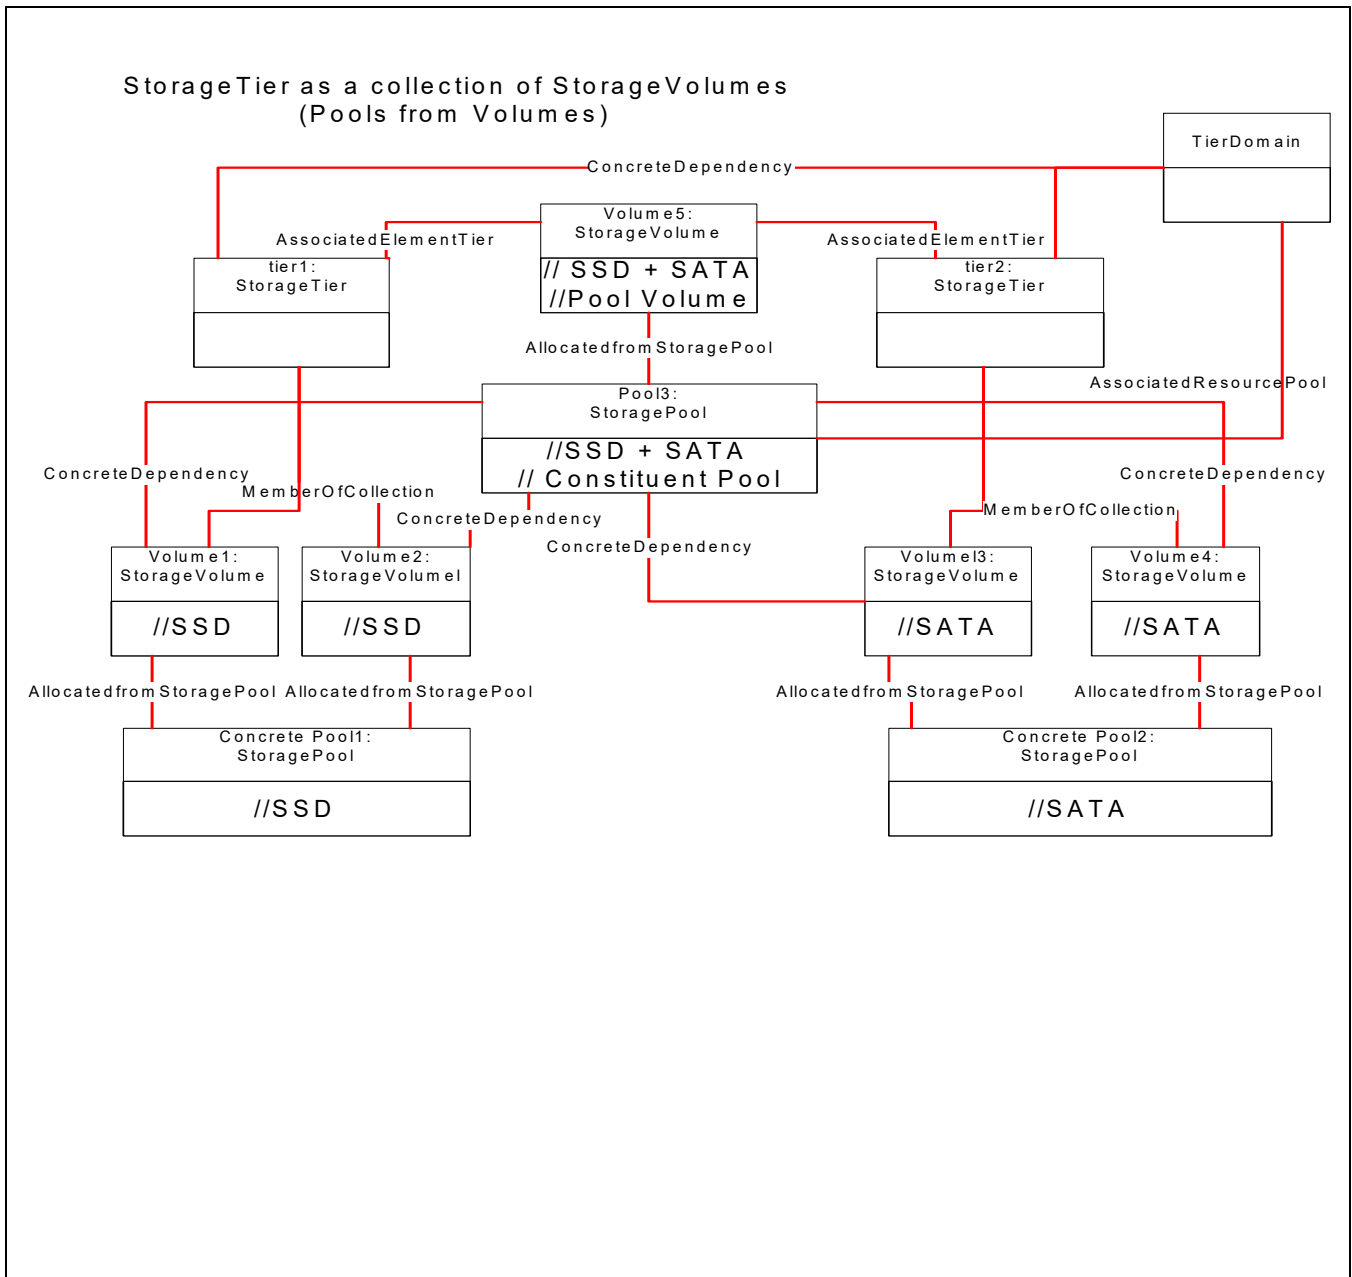 StorageTier as a collection of StorageVolumes
(Pools from Volumes)
TierDomain
ConcreteDependency
Volume5:
StorageVolume
AssociatedElementTier
AssociatedElementTier
tier1:
StorageTier
// SSD + SATA
//Pool Volume
tier2:
StorageTier
AllocatedfromStoragePool
AssociatedResourcePool
Pool3:
StoragePool
//SSD + SATA
// Constituent Pool
ConcreteDependency
ConcreteDependency
MemberOfCollection
MemberOfCollection
ConcreteDependency
ConcreteDependency
Volume1:
StorageVolume
Volume2:
StorageVolumel
Volumel3:
StorageVolume
Volume4:
StorageVolume
//SSD
//SSD
//SATA
//SATA
AllocatedfromStoragePool
AllocatedfromStoragePool
AllocatedfromStoragePool
AllocatedfromStoragePool
Concrete Pool1:
StoragePool
Concrete Pool2:
StoragePool
//SSD
//SATA